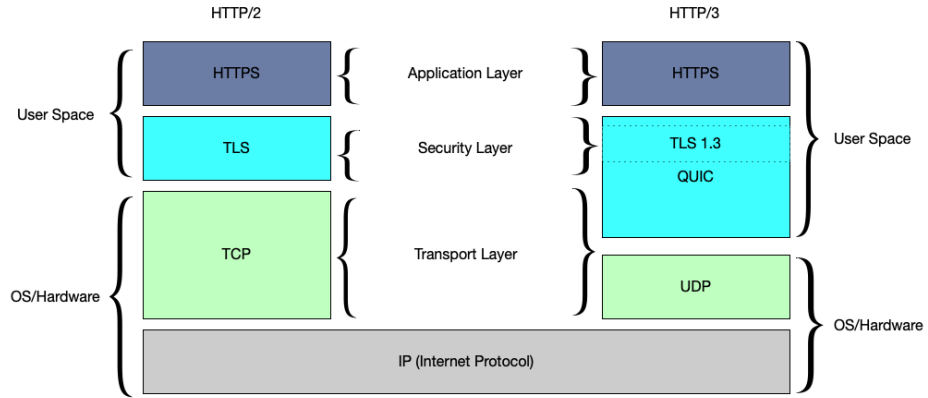 HTTP/2
HTTP/3
HTTPS
Application Layer
HTTPS
User Space
TLS
Security Layer
TLS 1.3
User Space
QUIC
TCP
Transport Layer
UDP
OS/Hardware
OS/Hardware
IP (Internet Protocol)